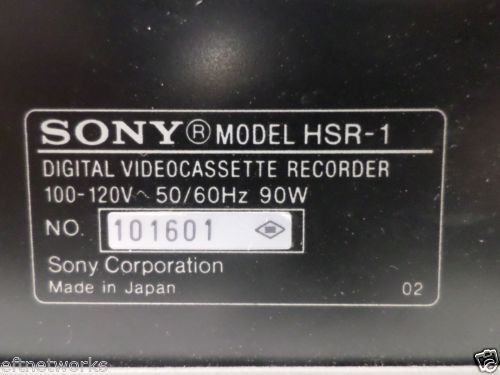 SONY® MODEL HSR-1
DIGITAL VIDEOCASSETTE RECORDER
100-120V~ 50/60Hz 90W
NO. 101601
Sony Corporation
Made in Japan 02
eftnetworks